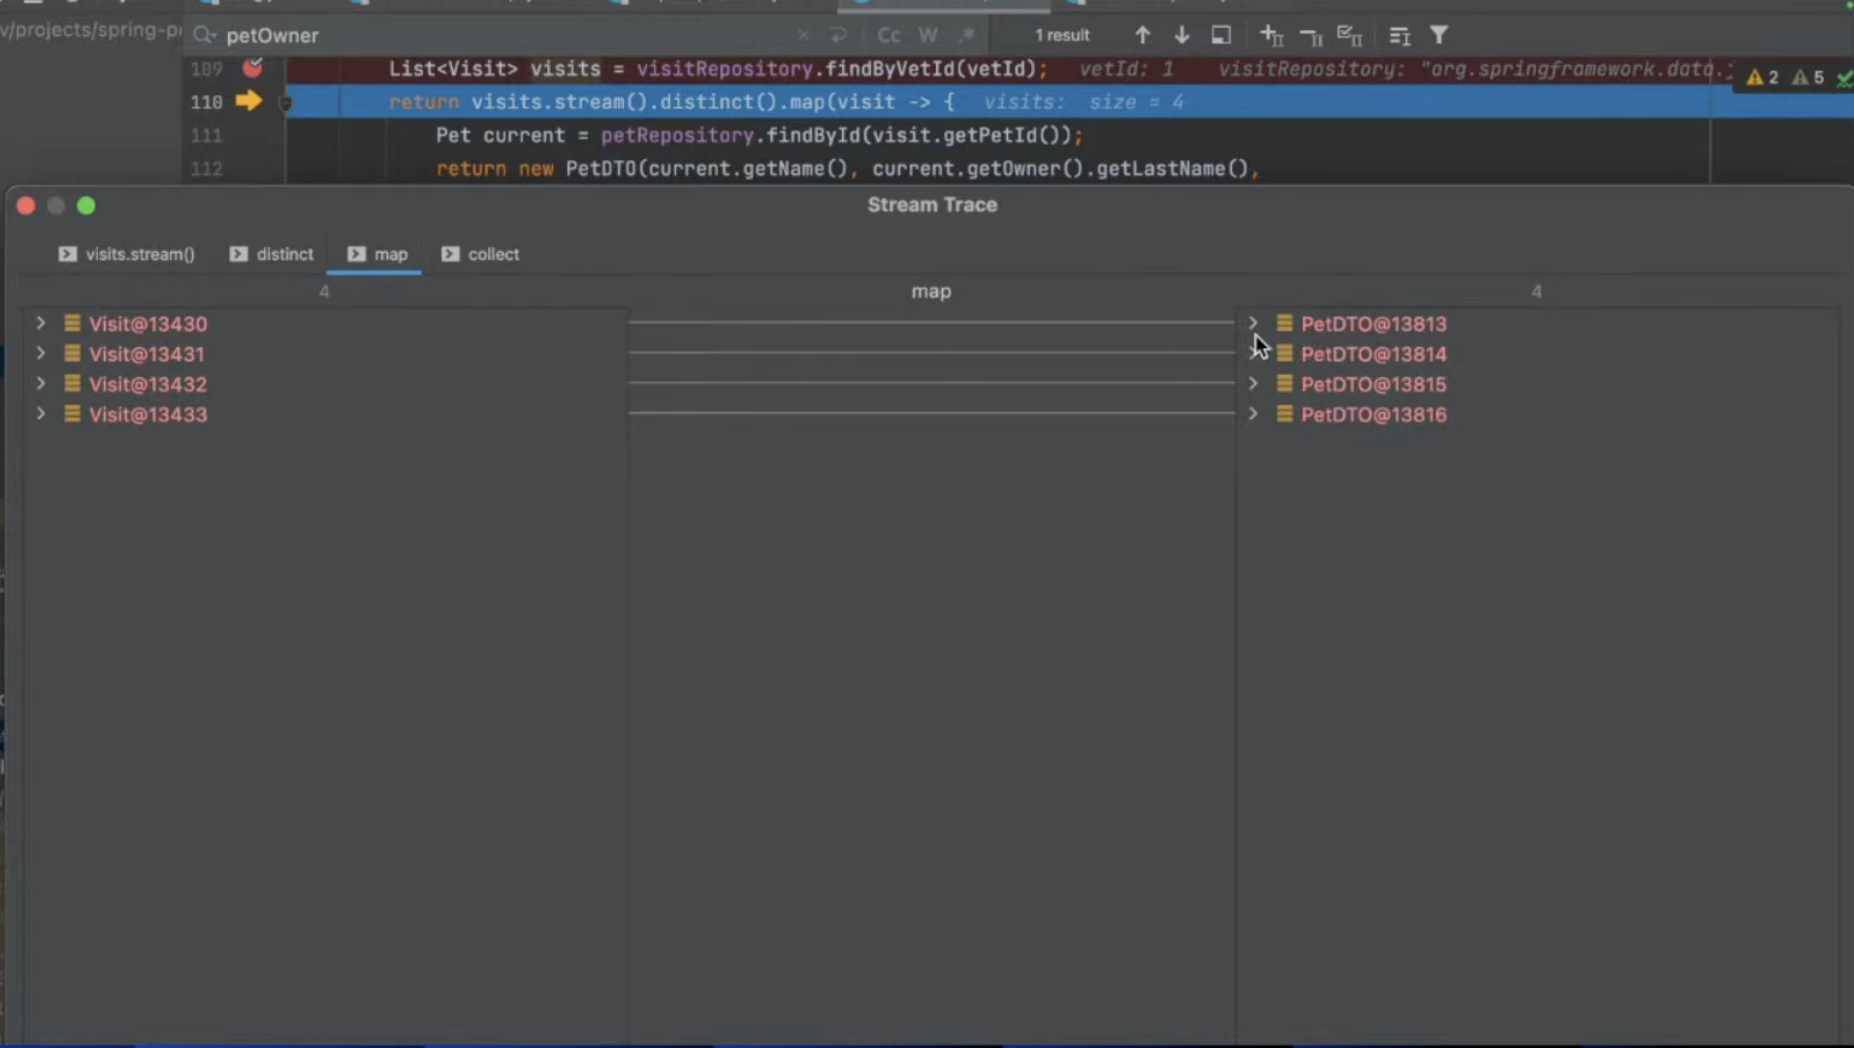 v/projects/spring-p
petOwner
Cc W .*
1 result
109 List<Visit> visits = visitRepository.findByVetId(vetId); vetId: 1 visitRepository: "org.springframework.data.
2 5
110 return visits.stream().distinct().map(visit -> { visits: size = 4
111 Pet current = petRepository.findById(visit.getPetId());
112 return new PetDTO(current.getName(), current.getOwner().getLastName(),
Stream Trace
visits.stream() distinct map collect
4 map 4
Visit@13430 PetDTO@13813
Visit@13431 PetDTO@13814
Visit@13432 PetDTO@13815
Visit@13433 PetDTO@13816